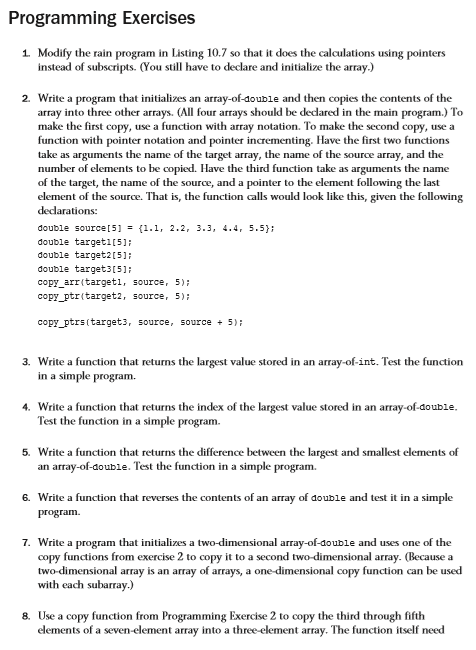 Programming Exercises
1. Modify the rain program in Listing 10.7 so that it does the calculations using pointers
instead of subscripts. (You still have to declare and initialize the array.)
2. Write a program that initializes an array-of-double and then copies the contents of the
array into three other arrays. (All four arrays should be declared in the main program.) To
make the first copy, use a function with array notation. To make the second copy, use a
function with pointer notation and pointer incrementing. Have the first two functions
take as arguments the name of the target array, the name of the source array, and the
number of elements to be copied. Have the third function take as arguments the name
of the target, the name of the source, and a pointer to the element following the last
element of the source. That is, the function calls would look like this, given the following
declarations:
double source[5] = {1.1, 2.2, 3.3, 4.4, 5.5};
double target1[5];
double target2[5];
double target3[5];
copy_arr(target1, source, 5);
copy_ptr(target2, source, 5);
copy_ptrs(target3, source, source + 5);
3. Write a function that returns the largest value stored in an array-of-int. Test the function
in a simple program.
4. Write a function that returns the index of the largest value stored in an array-of-double.
Test the function in a simple program.
5. Write a function that returns the difference between the largest and smallest elements of
an array-of-double. Test the function in a simple program.
6. Write a function that reverses the contents of an array of double and test it in a simple
program.
7. Write a program that initializes a two-dimensional array-of-double and uses one of the
copy functions from exercise 2 to copy it to a second two-dimensional array. (Because a
two-dimensional array is an array of arrays, a one-dimensional copy function can be used
with each subarray.)
8. Use a copy function from Programming Exercise 2 to copy the third through fifth
elements of a seven-element array into a three-element array. The function itself need